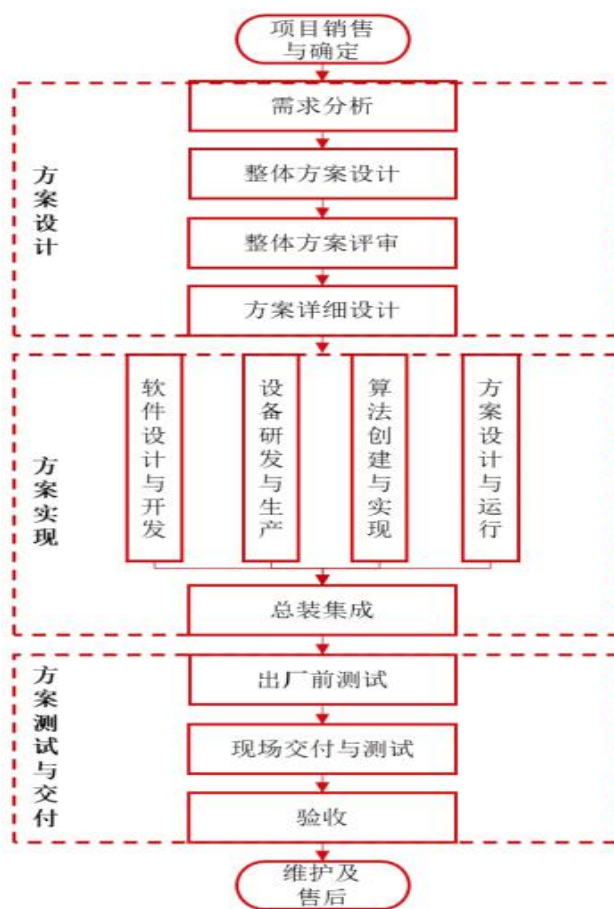 项目销售
与确定
方案设计
需求分析
整体方案设计
整体方案评审
方案详细设计
方案实现
软件设计与开发
设备研发与生产
算法创建与实现
方案设计与运行
总装集成
方案测试与交付
出厂前测试
现场交付与测试
验收
维护及
售后